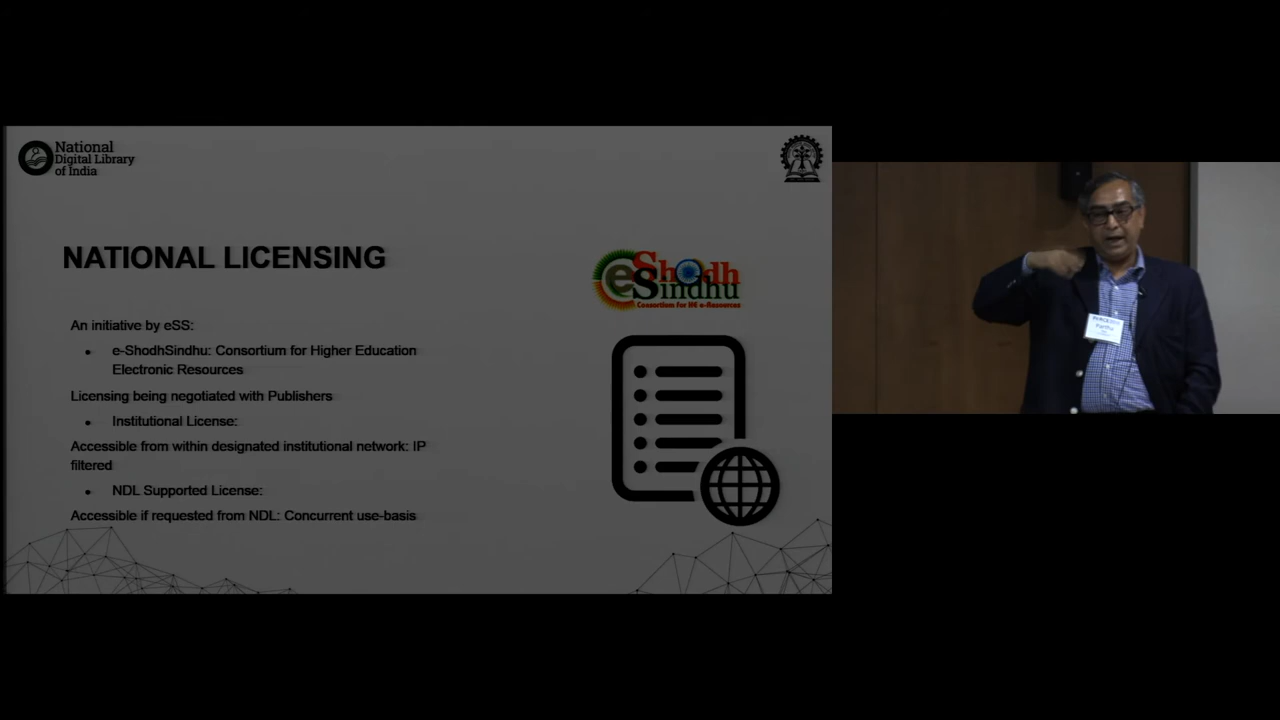 National
Digital Library
of India
NATIONAL LICENSING
eShodh
Sindhu
Consortium for HE e-Resources
An initiative by eSS:
• e-ShodhSindhu: Consortium for Higher Education
Electronic Resources
Licensing being negotiated with Publishers
• Institutional License:
Accessible from within designated institutional network: IP
filtered
• NDL Supported License:
Accessible if requested from NDL: Concurrent use-basis
Partha